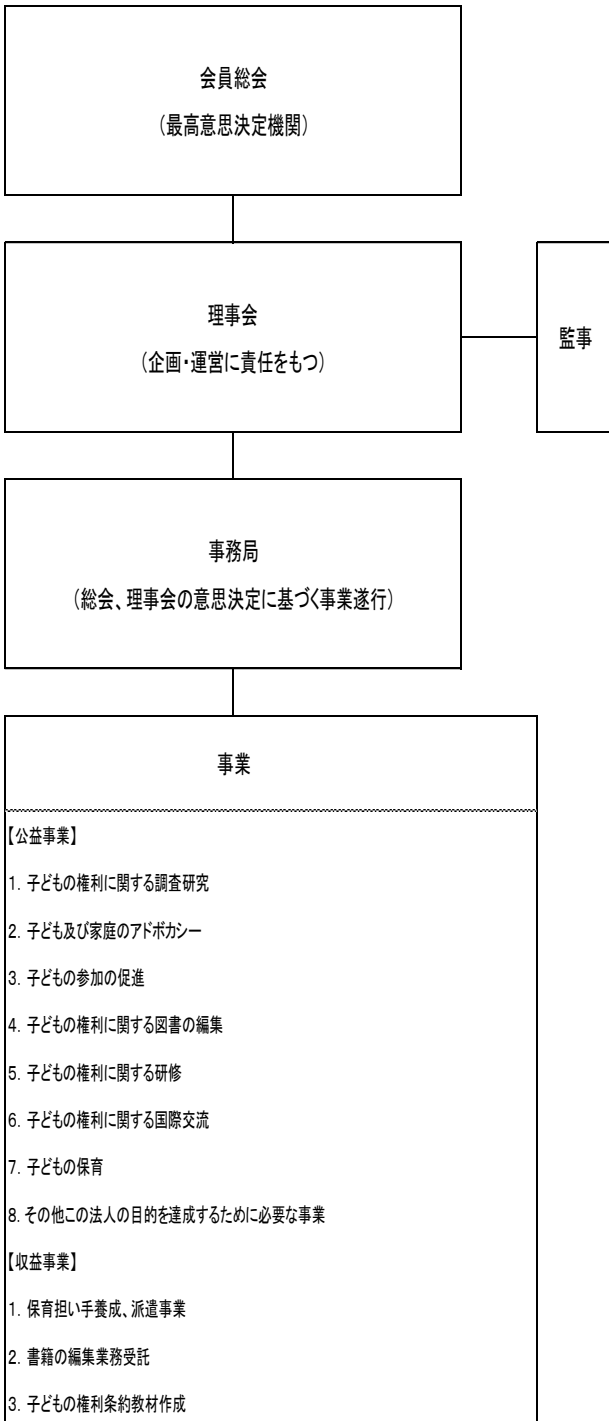 会員総会
(最高意思決定機関)
理事会
(企画・運営に責任をもつ)
監事
事務局
(総会、理事会の意思決定に基づく事業遂行)
事業
【公益事業】
1. 子どもの権利に関する調査研究
2. 子ども及び家庭のアドボカシー
3. 子どもの参加の促進
4. 子どもの権利に関する図書の編集
5. 子どもの権利に関する研修
6. 子どもの権利に関する国際交流
7. 子どもの保育
8. その他この法人の目的を達成するために必要な事業
【収益事業】
1. 保育担い手養成、派遣事業
2. 書籍の編集業務受託
3. 子どもの権利条約教材作成